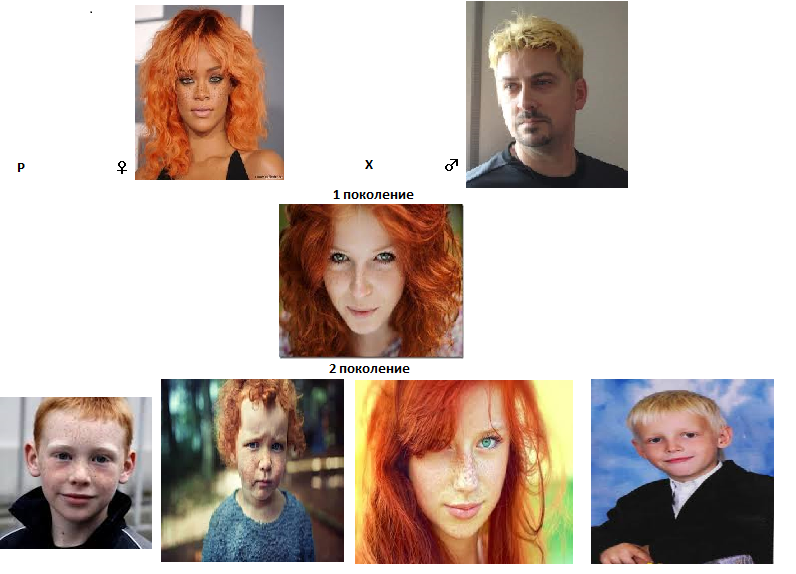 P ♀ X ♂
1 поколение
2 поколение